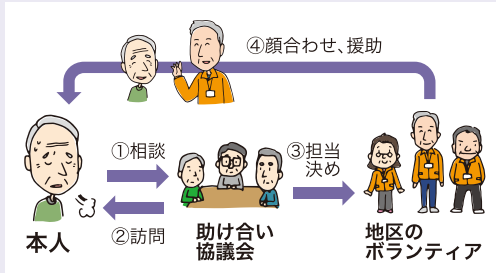 ④顔合わせ、援助
①相談
②訪問
③担当
決め
本人
助け合い
協議会
地区の
ボランティア